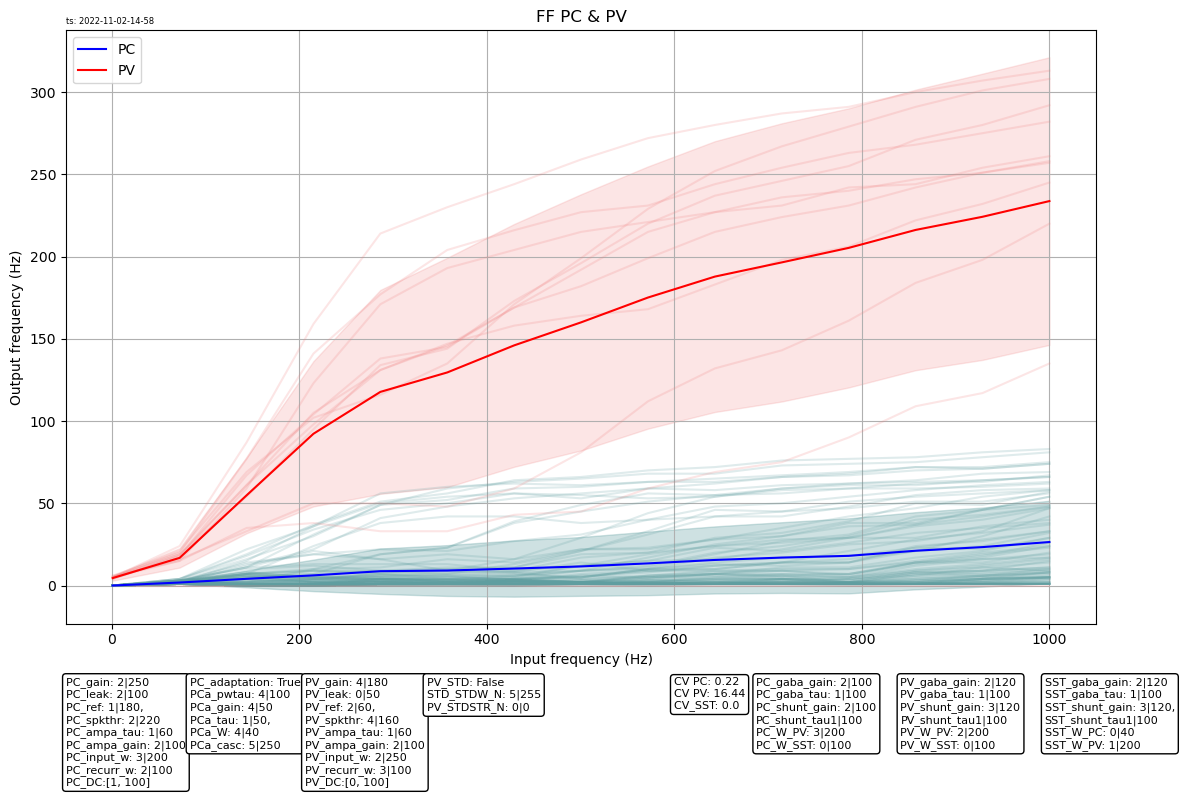 ts: 2022-11-02-14-58
FF PC & PV
PC
PV
Output frequency (Hz)
300
250
200
150
100
50
0
0
200
400
600
800
1000
Input frequency (Hz)
PC_gain: 2|250
PC_leak: 2|100
PC_ref: 1|180,
PC_spkthr: 2|220
PC_ampa_tau: 1|60
PC_ampa_gain: 2|100
PC_input_w: 3|200
PC_recurr_w: 2|100
PC_DC:[1, 100]
PC_adaptation: True
PCa_pwtau: 4|100
PCa_gain: 4|50
PCa_tau: 1|50,
PCa_W: 4|40
PCa_casc: 5|250
PV_gain: 4|180
PV_leak: 0|50
PV_ref: 2|60,
PV_spkthr: 4|160
PV_ampa_tau: 1|60
PV_ampa_gain: 2|100
PV_input_w: 2|250
PV_recurr_w: 3|100
PV_DC:[0, 100]
PV_STD: False
STD_STDW_N: 5|255
PV_STDSTR_N: 0|0
CV PC: 0.22
CV PV: 16.44
CV_SST: 0.0
PC_gaba_gain: 2|100
PC_gaba_tau: 1|100
PC_shunt_gain: 2|100
PC_shunt_tau1|100
PC_W_PV: 3|200
PC_W_SST: 0|100
PV_gaba_gain: 2|120
PV_gaba_tau: 1|100
PV_shunt_gain: 3|120
PV_shunt_tau1|100
PV_W_PV: 2|200
PV_W_SST: 0|100
SST_gaba_gain: 2|120
SST_gaba_tau: 1|100
SST_shunt_gain: 3|120,
SST_shunt_tau1|100
SST_W_PC: 0|40
SST_W_PV: 1|200